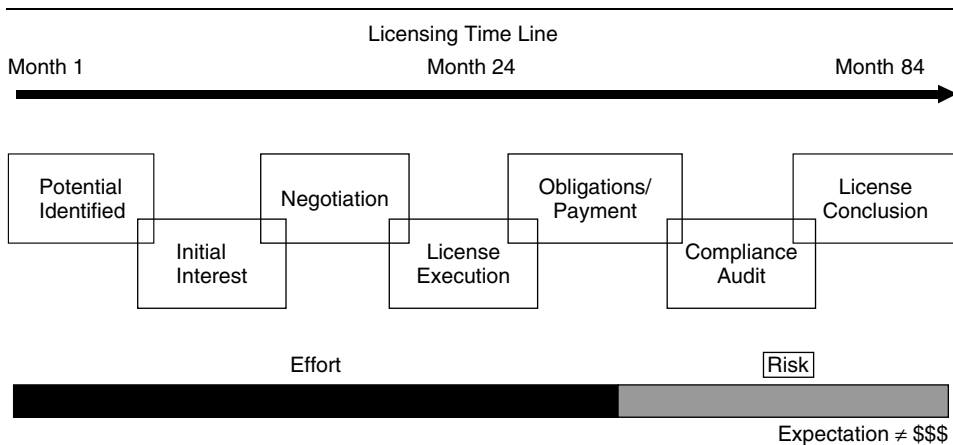 Licensing Time Line
Month 1 Month 24 Month 84
Potential
Identified
Initial
Interest
Negotiation
License
Execution
Obligations/
Payment
Compliance
Audit
License
Conclusion
Effort Risk
Expectation ≠ $$$